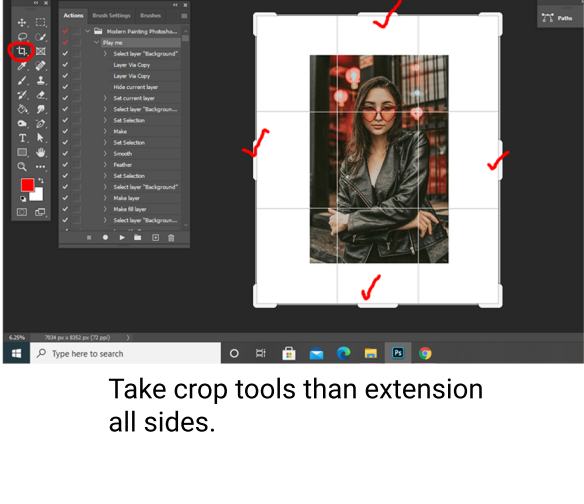 Actions
Brush Settings
Brushes
Paths
Modern Painting Photosho...
Play me
Select layer "Background"
Layer Via Copy
Layer Via Copy
Hide current layer
Set current layer
Select layer "Backgroun...
Set Selection
Make
Set Selection
Smooth
Feather
Set Selection
Select layer "Background"
Make layer
Make fill layer
Select layer "Backgroun...
6.25%
7034 px x 8352 px (72 ppi)
Type here to search
Ps
Take crop tools than extension
all sides.